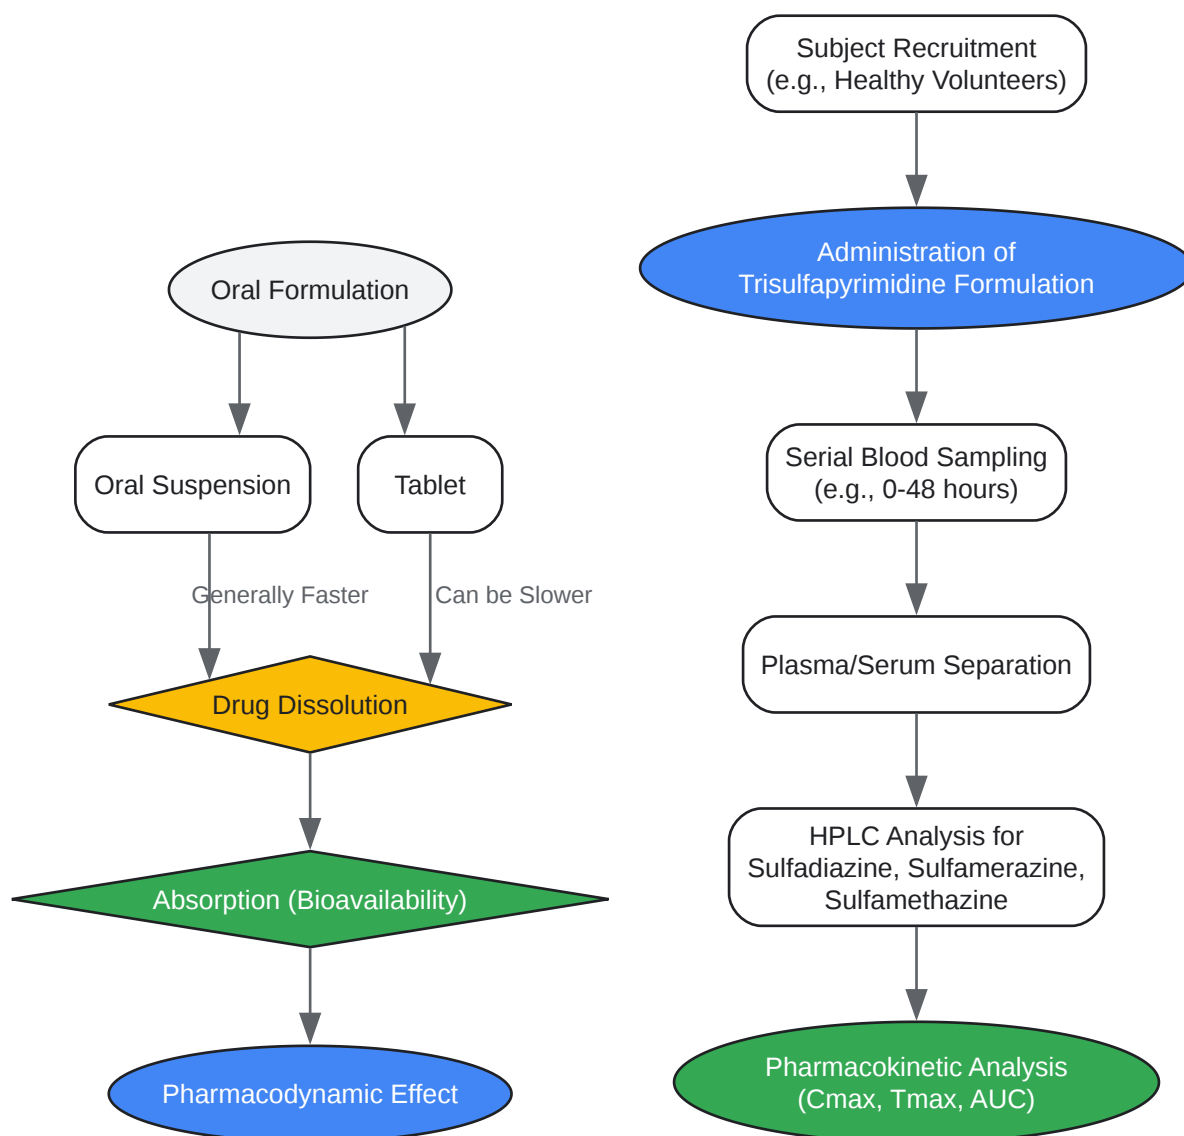 Oral Formulation
Oral Suspension
Tablet
Generally Faster
Can be Slower
Drug Dissolution
Absorption (Bioavailability)
Pharmacodynamic Effect
Subject Recruitment
(e.g., Healthy Volunteers)
Administration of
Trisulfapyrimidine Formulation
Serial Blood Sampling
(e.g., 0-48 hours)
Plasma/Serum Separation
HPLC Analysis for
Sulfadiazine, Sulfamerazine,
Sulfamethazine
Pharmacokinetic Analysis
(Cmax, Tmax, AUC)